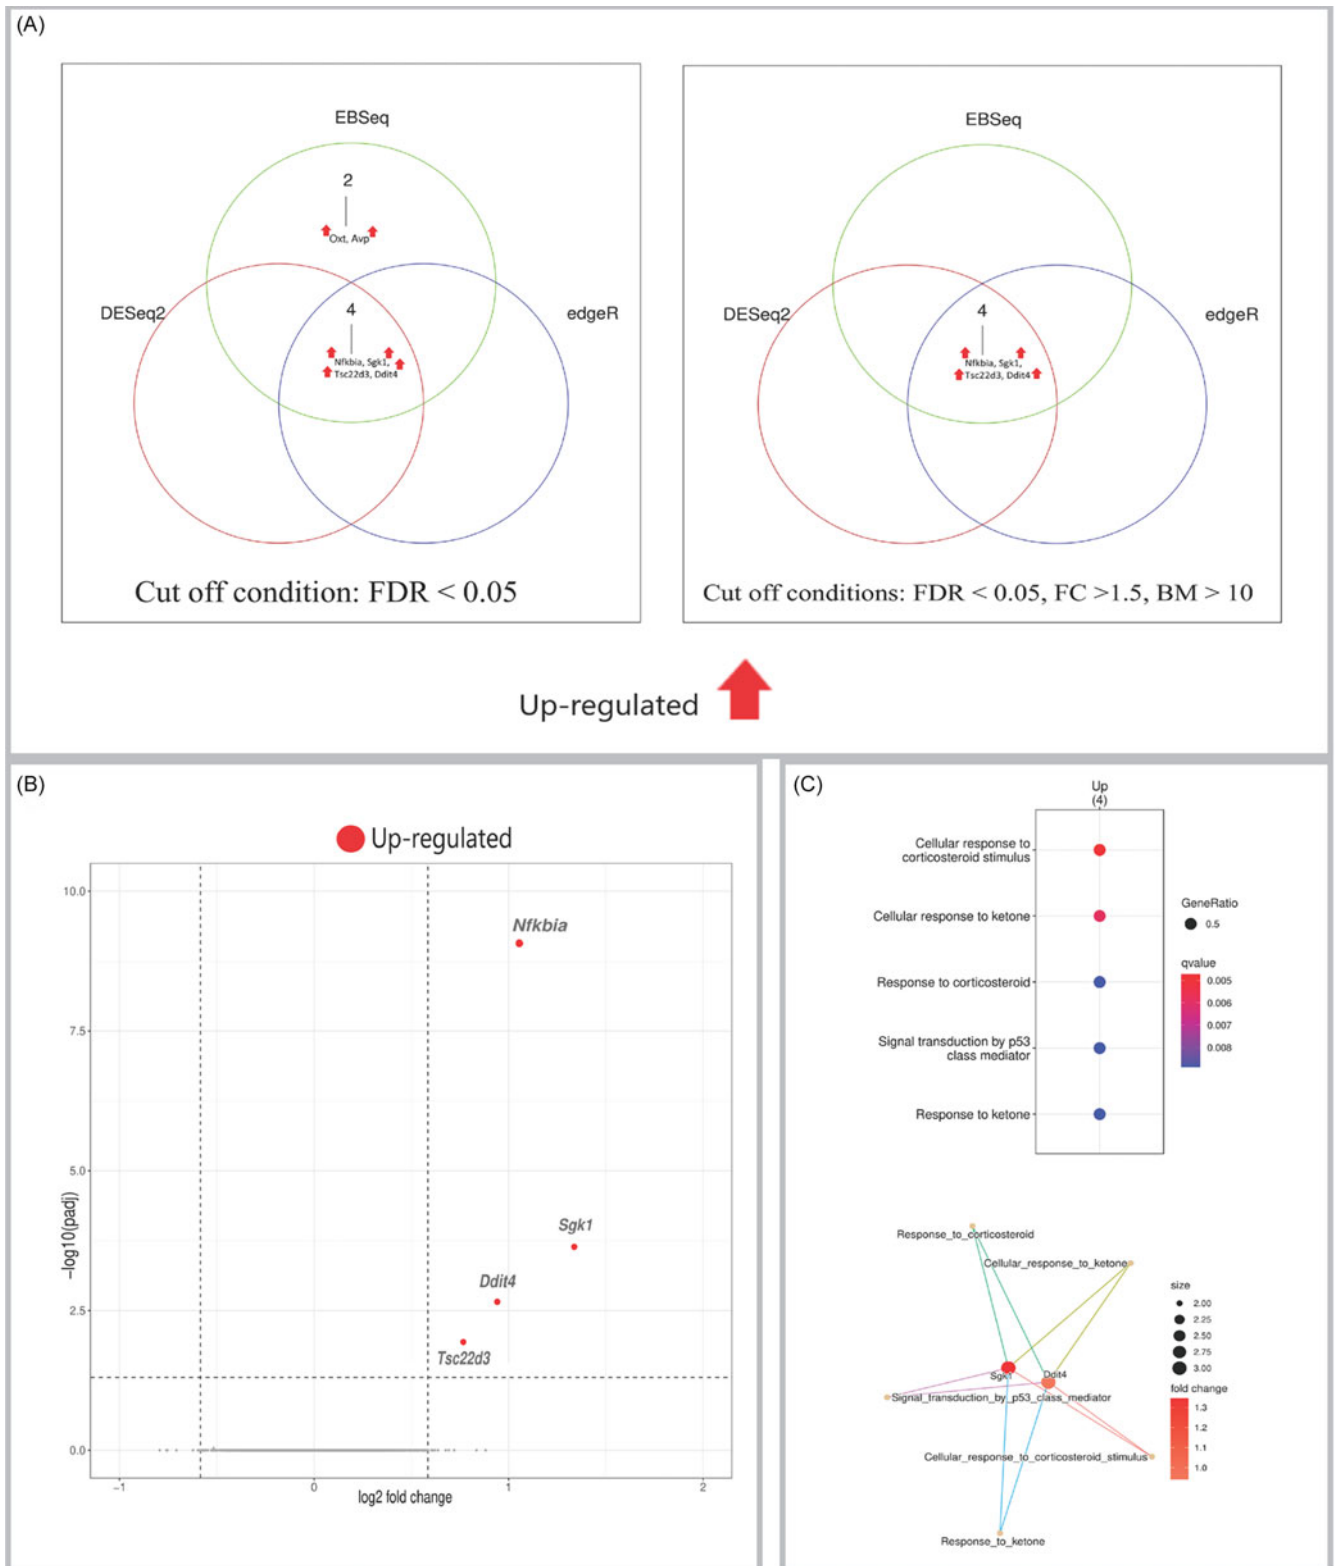 (A)
EBSeq
2
Oxt, Avp
DESeq2
4
edgeR
Nfkbia, Sgk1,
Tsc22d3, Ddit4
Cut off condition: FDR < 0.05
EBSeq
DESeq2
4
edgeR
Nfkbia, Sgk1,
Tsc22d3, Ddit4
Cut off conditions: FDR < 0.05, FC >1.5, BM > 10
Up-regulated
(B)
Up-regulated
10.0
7.5
5.0
2.5
0.0
−log10(padj)
Nfkbia
Sgk1
Ddit4
Tsc22d3
−1
0
1
2
log2 fold change
(C)
Up
(4)
Cellular response to
corticosteroid stimulus
Cellular response to ketone
Response to corticosteroid
Signal transduction by p53
class mediator
Response to ketone
GeneRatio
0.5
qvalue
0.005
0.006
0.007
0.008
Response_to_corticosteroid
Cellular_response_to_ketone
Sgk1
Ddit4
Signal_transduction_by_p53_class_mediator
Cellular_response_to_corticosteroid_stimulus
Response_to_ketone
size
2.00
2.25
2.50
2.75
3.00
fold change
1.3
1.2
1.1
1.0